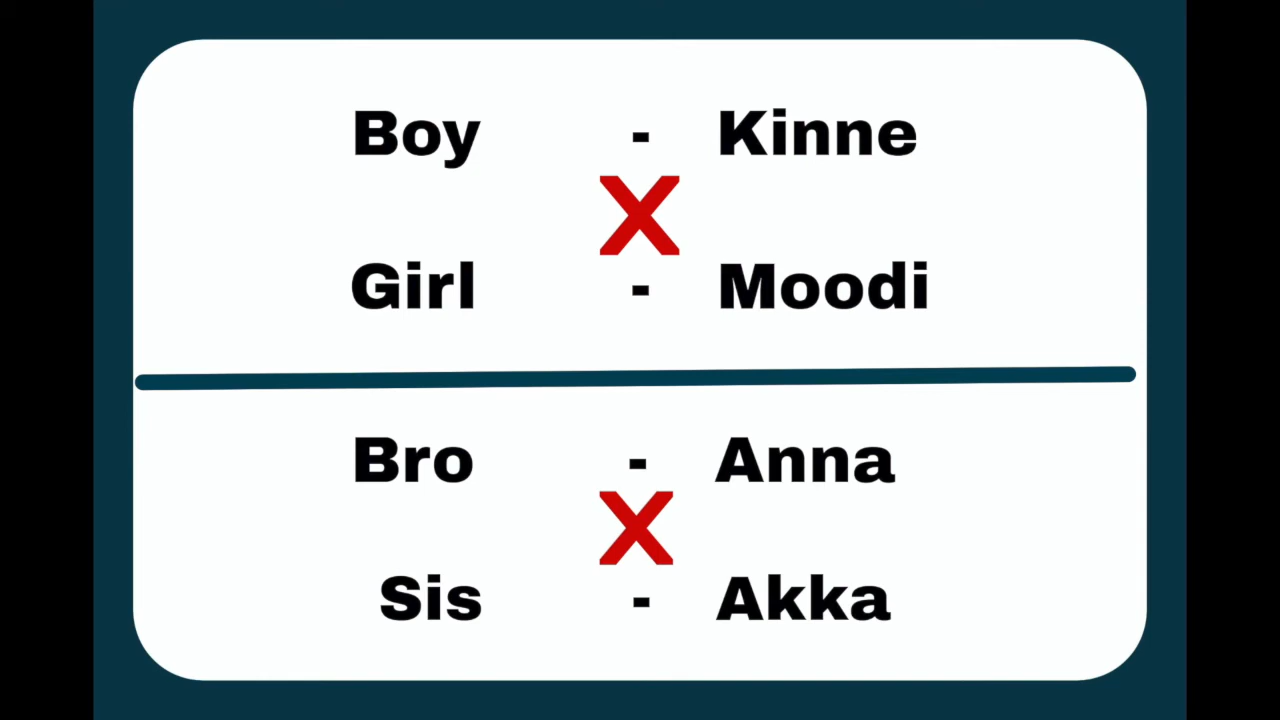 Boy - Kinne
X
Girl - Moodi
Bro - Anna
X
Sis - Akka